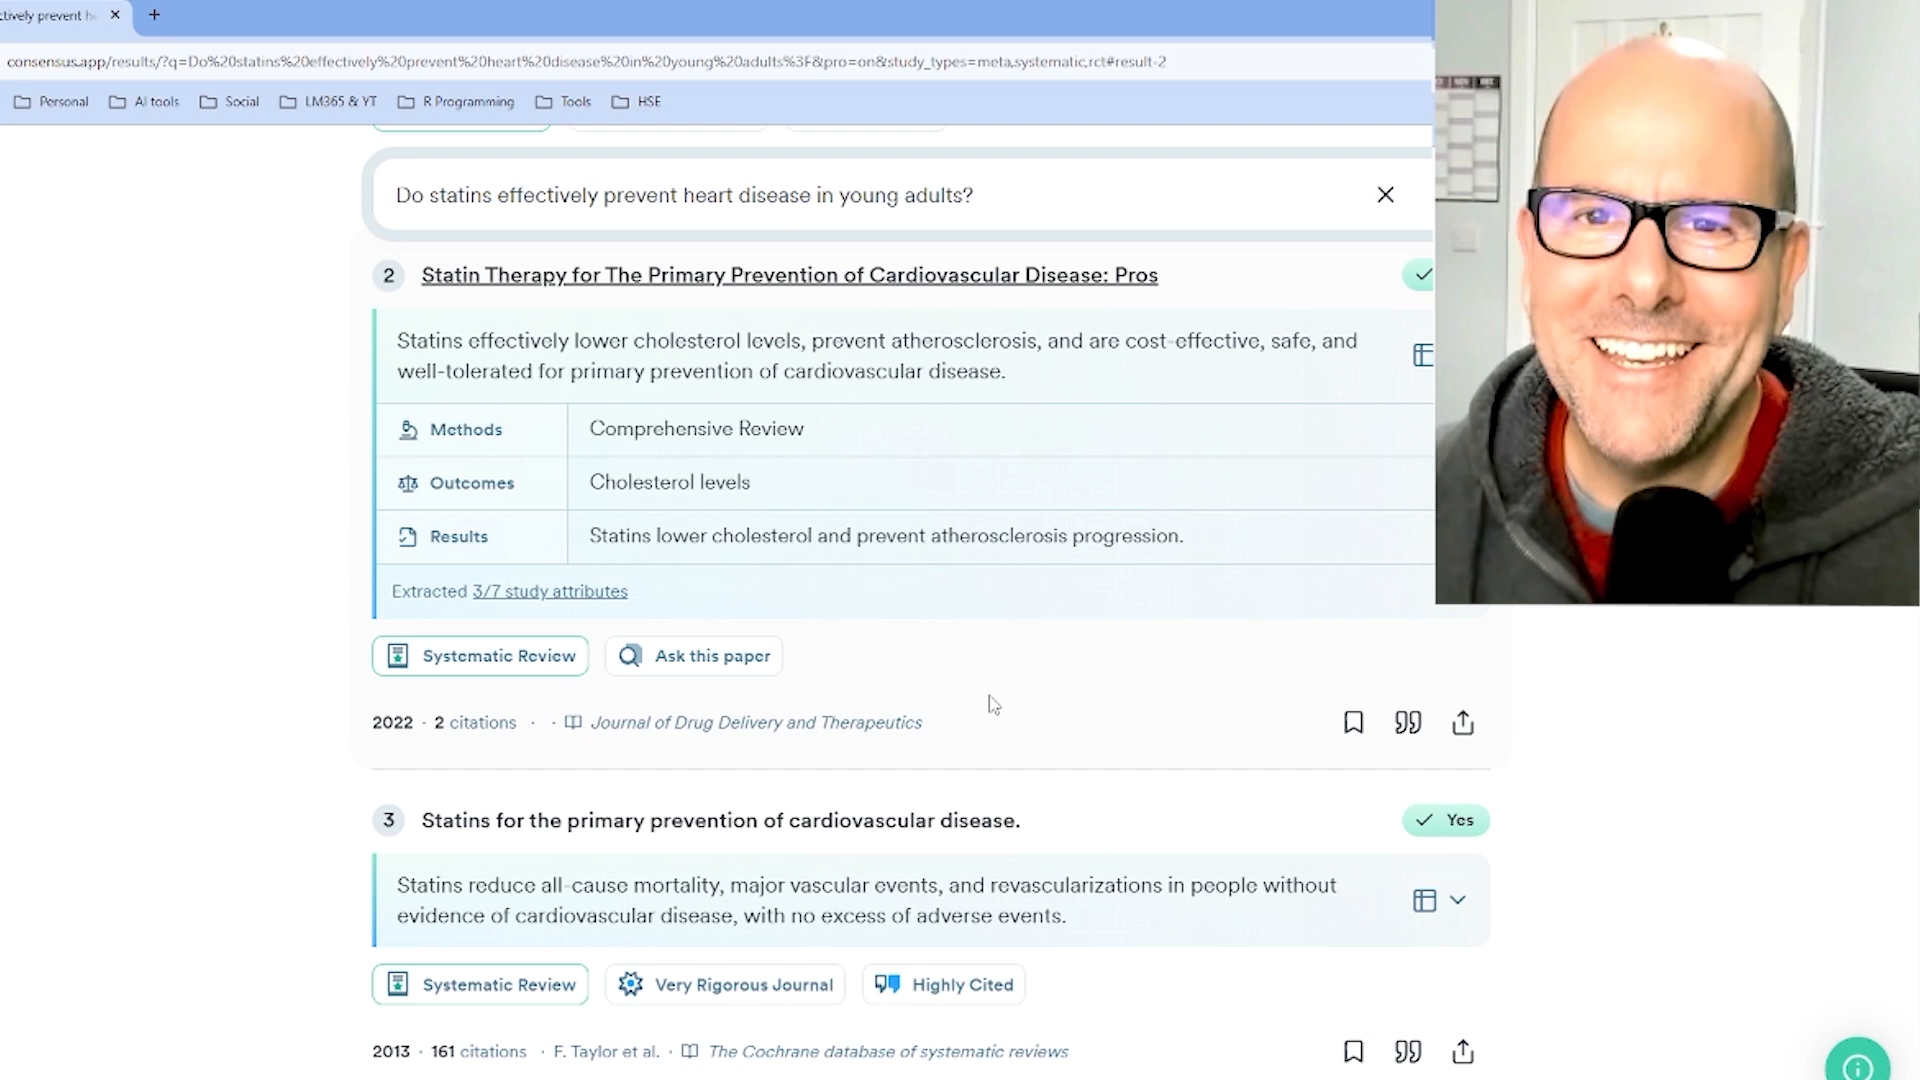 ctively prevent h
consensus.app/results/?q=Do%20statins%20effectively%20prevent%20heart%20disease%20in%20young%20adults%3F&pro=on&study_types=meta,systematic,rct#result-2
Personal AI tools Social LM365 & YT R Programming Tools HSE
Do statins effectively prevent heart disease in young adults?
2 Statin Therapy for The Primary Prevention of Cardiovascular Disease: Pros
Statins effectively lower cholesterol levels, prevent atherosclerosis, and are cost-effective, safe, and
well-tolerated for primary prevention of cardiovascular disease.
Methods Comprehensive Review
Outcomes Cholesterol levels
Results Statins lower cholesterol and prevent atherosclerosis progression.
Extracted 3/7 study attributes
Systematic Review Ask this paper
2022 · 2 citations · · Journal of Drug Delivery and Therapeutics
3 Statins for the primary prevention of cardiovascular disease. Yes
Statins reduce all-cause mortality, major vascular events, and revascularizations in people without
evidence of cardiovascular disease, with no excess of adverse events.
Systematic Review Very Rigorous Journal Highly Cited
2013 · 161 citations · F. Taylor et al. · The Cochrane database of systematic reviews